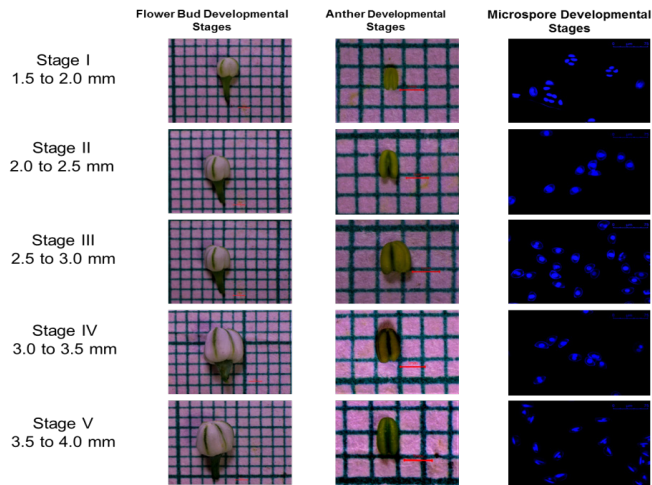 Flower Bud Developmental
Stages
Anther Developmental
Stages
Microspore Developmental
Stages
Stage I
1.5 to 2.0 mm
Stage II
2.0 to 2.5 mm
Stage III
2.5 to 3.0 mm
Stage IV
3.0 to 3.5 mm
Stage V
3.5 to 4.0 mm